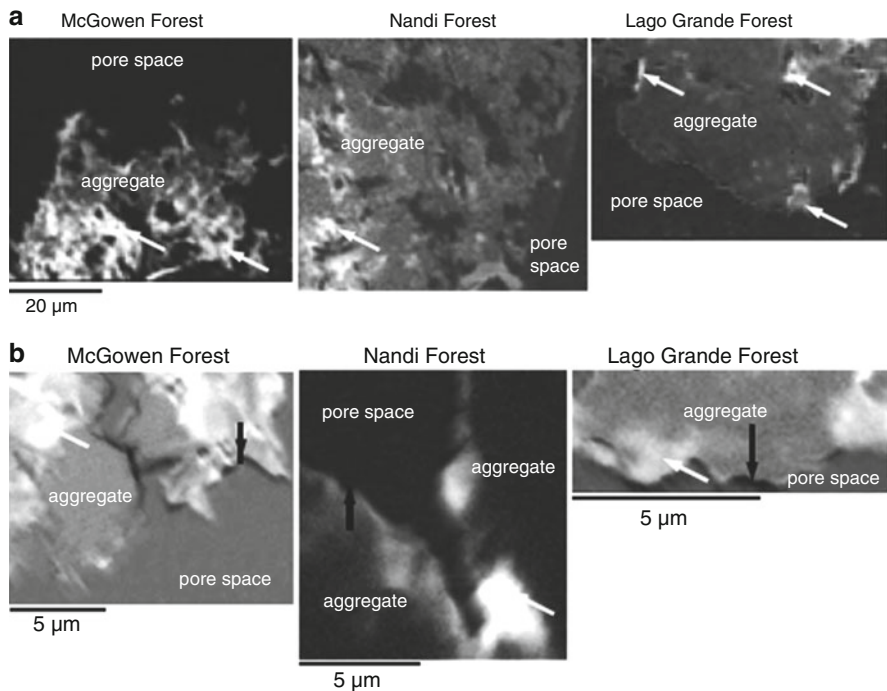 a
McGowen Forest
Nandi Forest
Lago Grande Forest
pore space
aggregate
20 µm
aggregate
pore
space
aggregate
pore space
b
McGowen Forest
Nandi Forest
Lago Grande Forest
aggregate
pore space
5 µm
pore space
aggregate
aggregate
5 µm
aggregate
pore space
5 µm